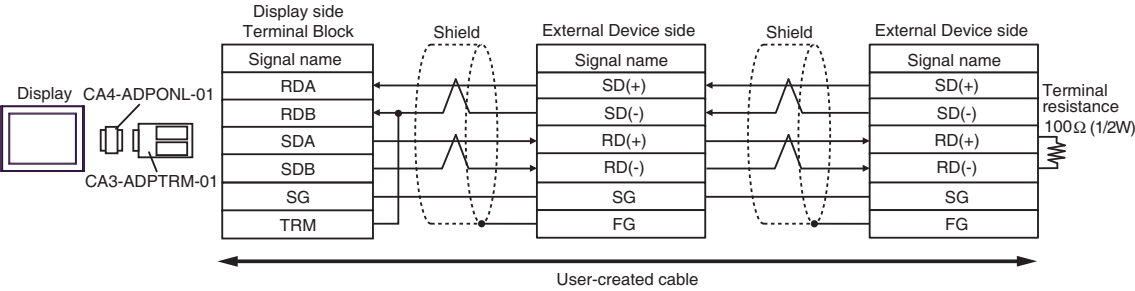 Display side
Terminal Block
Shield
External Device side
Shield
External Device side
Signal name
Signal name
Signal name
Display
CA4-ADPONL-01
CA3-ADPTRM-01
RDA
SD(+)
SD(+)
RDB
SD(-)
SD(-)
SDA
RD(+)
RD(+)
SDB
RD(-)
RD(-)
SG
SG
SG
TRM
FG
FG
Terminal
resistance
100Ω (1/2W)
User-created cable